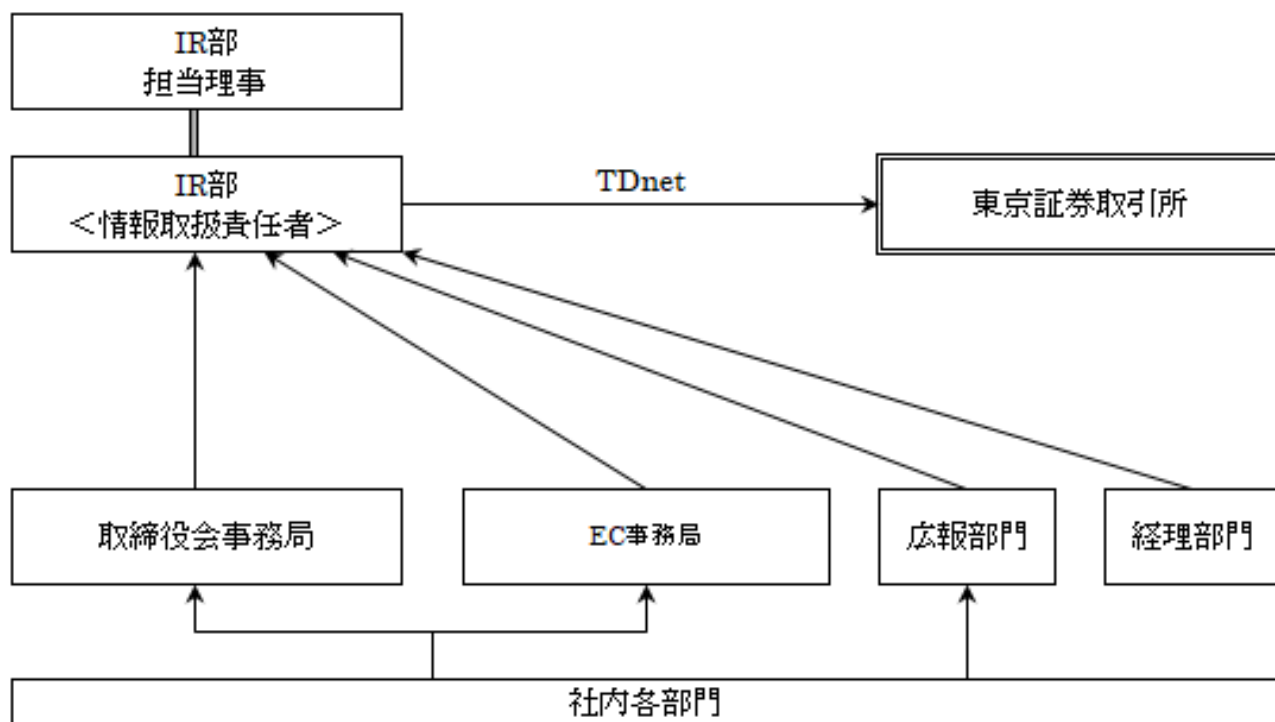 IR部
担当理事
IR部
<情報取扱責任者>
TDnet
東京証券取引所
取締役会事務局
EC事務局
広報部門
経理部門
社内各部門